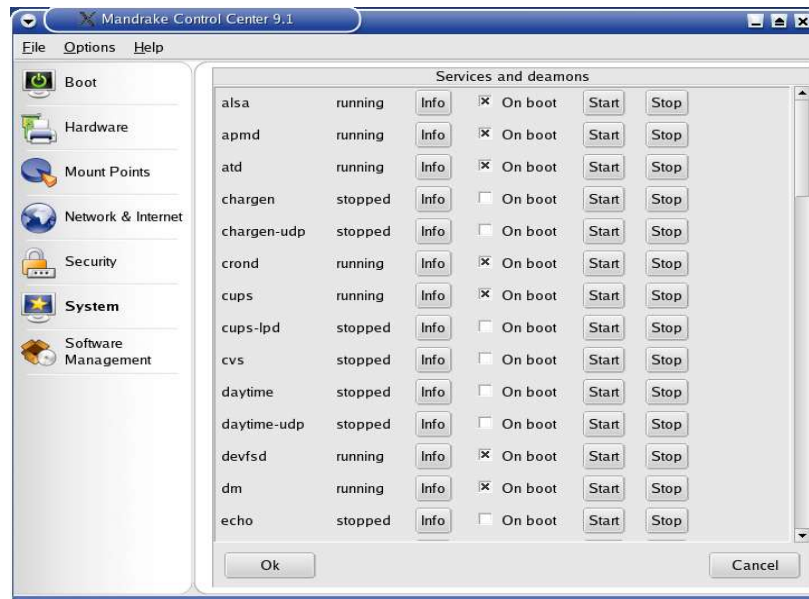 Mandrake Control Center 9.1
File Options Help
Boot
Hardware
Mount Points
Network & Internet
Security
System
Software
Management
Services and deamons
alsa running Info On boot Start Stop
apmd running Info On boot Start Stop
atd running Info On boot Start Stop
chargen stopped Info On boot Start Stop
chargen-udp stopped Info On boot Start Stop
crond running Info On boot Start Stop
cups running Info On boot Start Stop
cups-lpd stopped Info On boot Start Stop
cvs stopped Info On boot Start Stop
daytime stopped Info On boot Start Stop
daytime-udp stopped Info On boot Start Stop
devfsd running Info On boot Start Stop
dm running Info On boot Start Stop
echo stopped Info On boot Start Stop
Ok Cancel